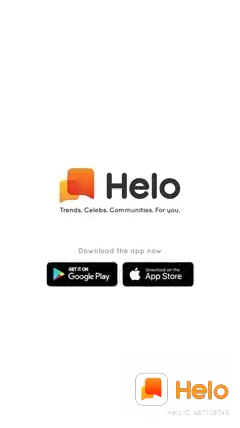 Helo
Trends. Celebs. Communities. For you.
Download the app now
GET IT ON
Google Play
Download on the
App Store
Helo
Helo ID: